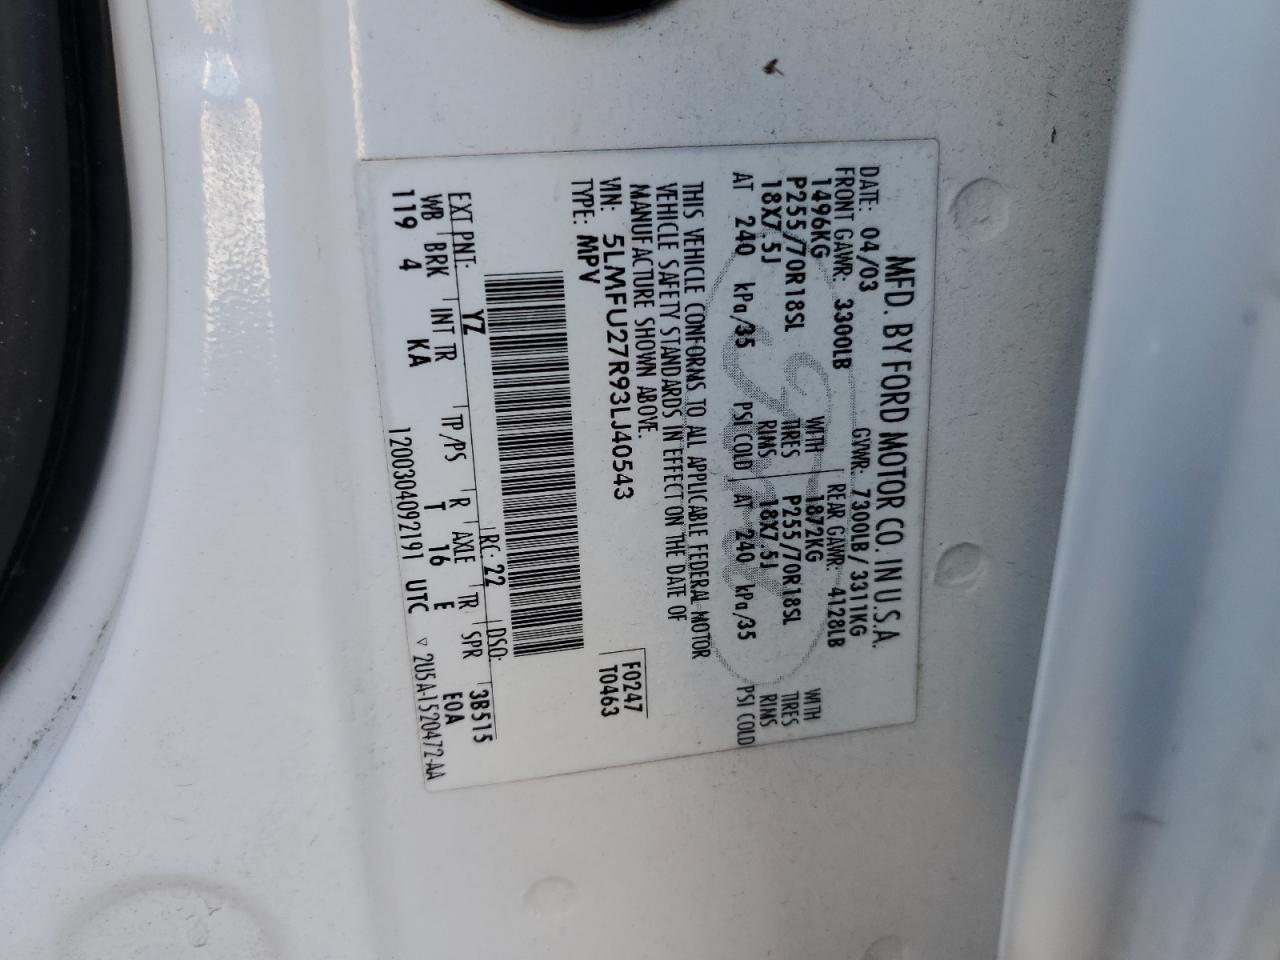 MFD. BY FORD MOTOR CO. IN U.S.A.
DATE: 04/03 GVWR: 7300LB/3311KG
FRONT GAWR: 3300LB REAR GAWR: 4128LB
1496KG WITH 1872KG WITH
P255/70R18SL TIRES P255/70R18SL TIRES
18X7.5J RIMS 18X7.5J RIMS
AT 240 kPa/35 PSI COLD AT 240 kPa/35 PSI COLD
THIS VEHICLE CONFORMS TO ALL APPLICABLE FEDERAL MOTOR
VEHICLE SAFETY STANDARDS IN EFFECT ON THE DATE OF
MANUFACTURE SHOWN ABOVE.
VIN: 5LMFU27R93LJ40543 F0247
TYPE: MPV T0463
EXT PNT: YZ RC: 22 DSO: 3B515
WB BRK INT TR TP/PS R AXLE TR SPR E0A
119 4 KA T 16 E
1200304092191 UTC ▽ 2U5A-1520472-AA